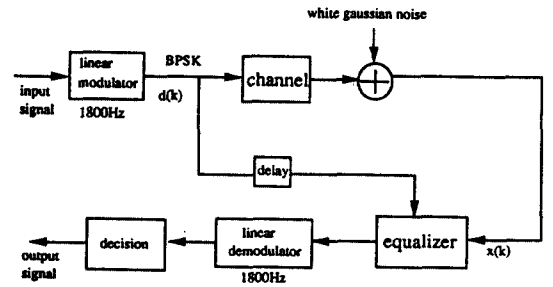 white gaussian noise
linear
modulator
BPSK
channel
input
signal
1800Hz
d(k)
delay
decision
linear
demodulator
equalizer
x(k)
output
signal
1800Hz